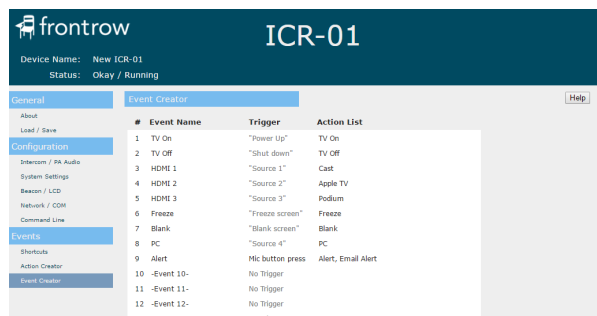 frontrow
ICR-01
Device Name: New ICR-01
Status: Okay / Running
General
About
Load / Save
Configuration
Intercom / PA Audio
System Settings
Beacon / LCD
Network / COM
Command Line
Events
Shortcuts
Action Creator
Event Creator
Event Creator
Help
# Event Name Trigger Action List
1 TV On "Power Up" TV On
2 TV Off "Shut down" TV Off
3 HDMI 1 "Source 1" Cast
4 HDMI 2 "Source 2" Apple TV
5 HDMI 3 "Source 3" Podium
6 Freeze "Freeze screen" Freeze
7 Blank "Blank screen" Blank
8 PC "Source 4" PC
9 Alert Mic button press Alert, Email Alert
10 -Event 10- No Trigger
11 -Event 11- No Trigger
12 -Event 12- No Trigger